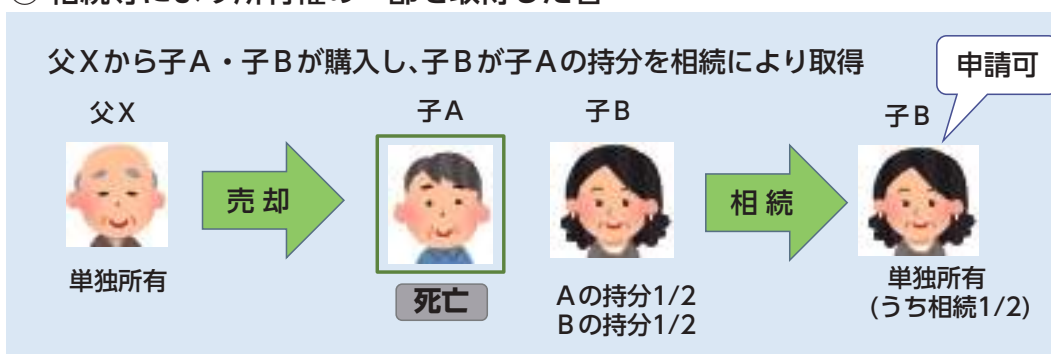 父Xから子A・子Bが購入し、子Bが子Aの持分を相続により取得
申請可
父X
子A
子B
子B
売却
相続
単独所有
死亡
Aの持分1/2
Bの持分1/2
単独所有
(うち相続1/2)